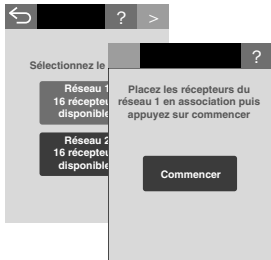 ? >
Sélectionnez le
Réseau 1
16 récepteu
disponible
Réseau 2
16 récepteu
disponible
?
Placez les récepteurs du
réseau 1 en association puis
appuyez sur commencer
Commencer